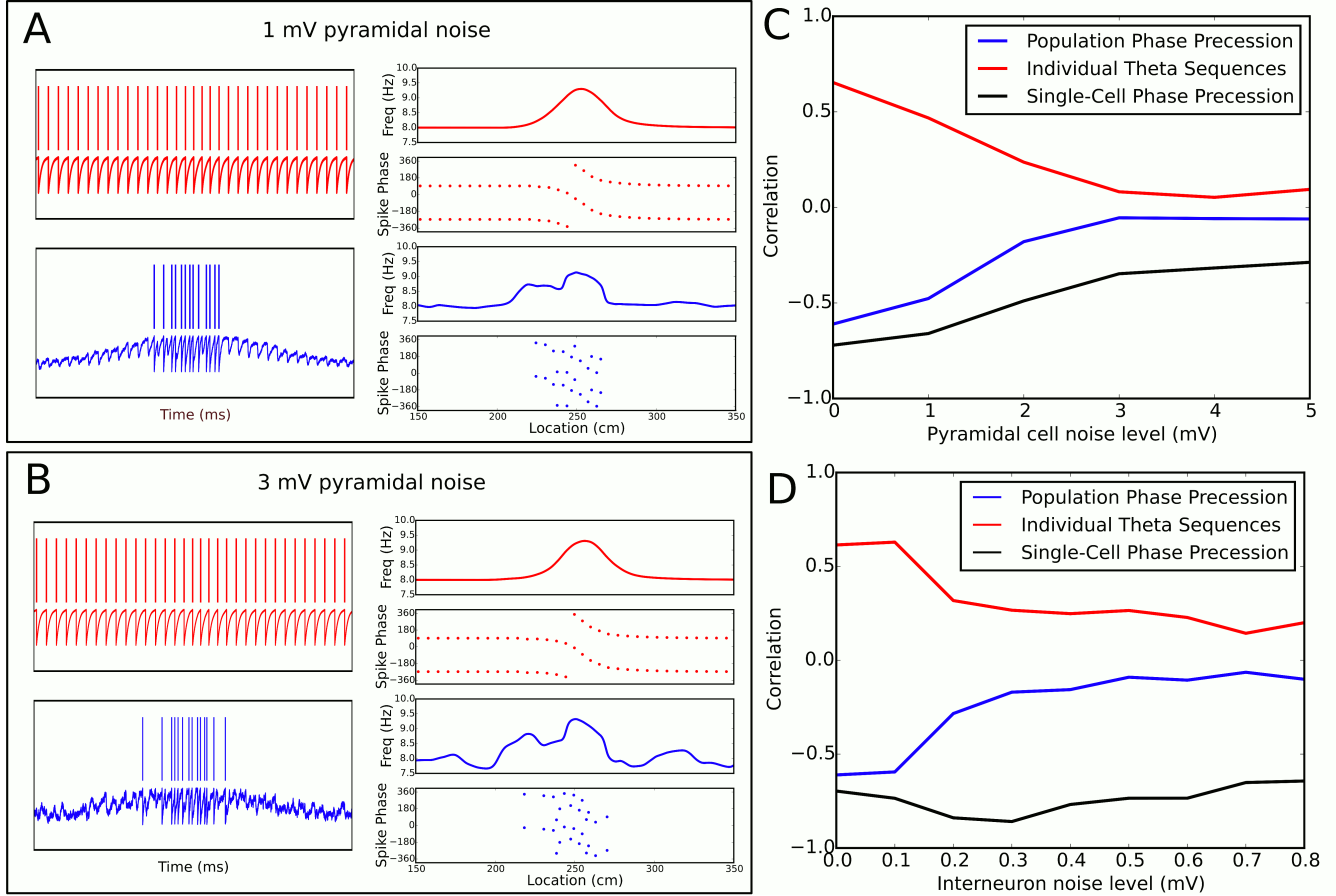 A
1 mV pyramidal noise
Time (ms)
Freq (Hz)
10.0
9.5
9.0
8.5
8.0
7.5
Spike Phase
360
180
0
−180
−360
Freq (Hz)
10.0
9.5
9.0
8.5
8.0
7.5
Spike Phase
360
180
0
−180
−360
150 200 250 300 350
Location (cm)
B
3 mV pyramidal noise
Time (ms)
Freq (Hz)
10.0
9.5
9.0
8.5
8.0
7.5
Spike Phase
360
180
0
−180
−360
Freq (Hz)
10.0
9.5
9.0
8.5
8.0
7.5
Spike Phase
360
180
0
−180
−360
150 200 250 300 350
Location (cm)
C
Population Phase Precession
Individual Theta Sequences
Single-Cell Phase Precession
Correlation
1.0
0.5
0.0
−0.5
−1.0
0 1 2 3 4 5
Pyramidal cell noise level (mV)
D
Population Phase Precession
Individual Theta Sequences
Single-Cell Phase Precession
Correlation
1.0
0.5
0.0
−0.5
−1.0
0.0 0.1 0.2 0.3 0.4 0.5 0.6 0.7 0.8
Interneuron noise level (mV)